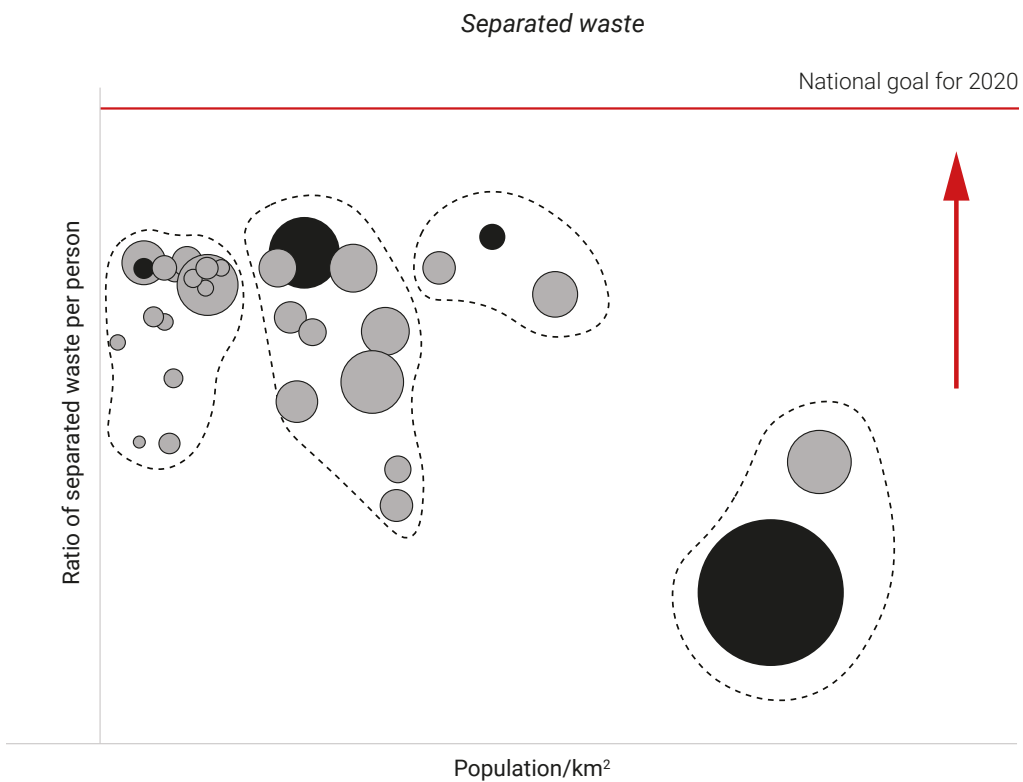 Separated waste
National goal for 2020
Ratio of separated waste per person
Population/km²